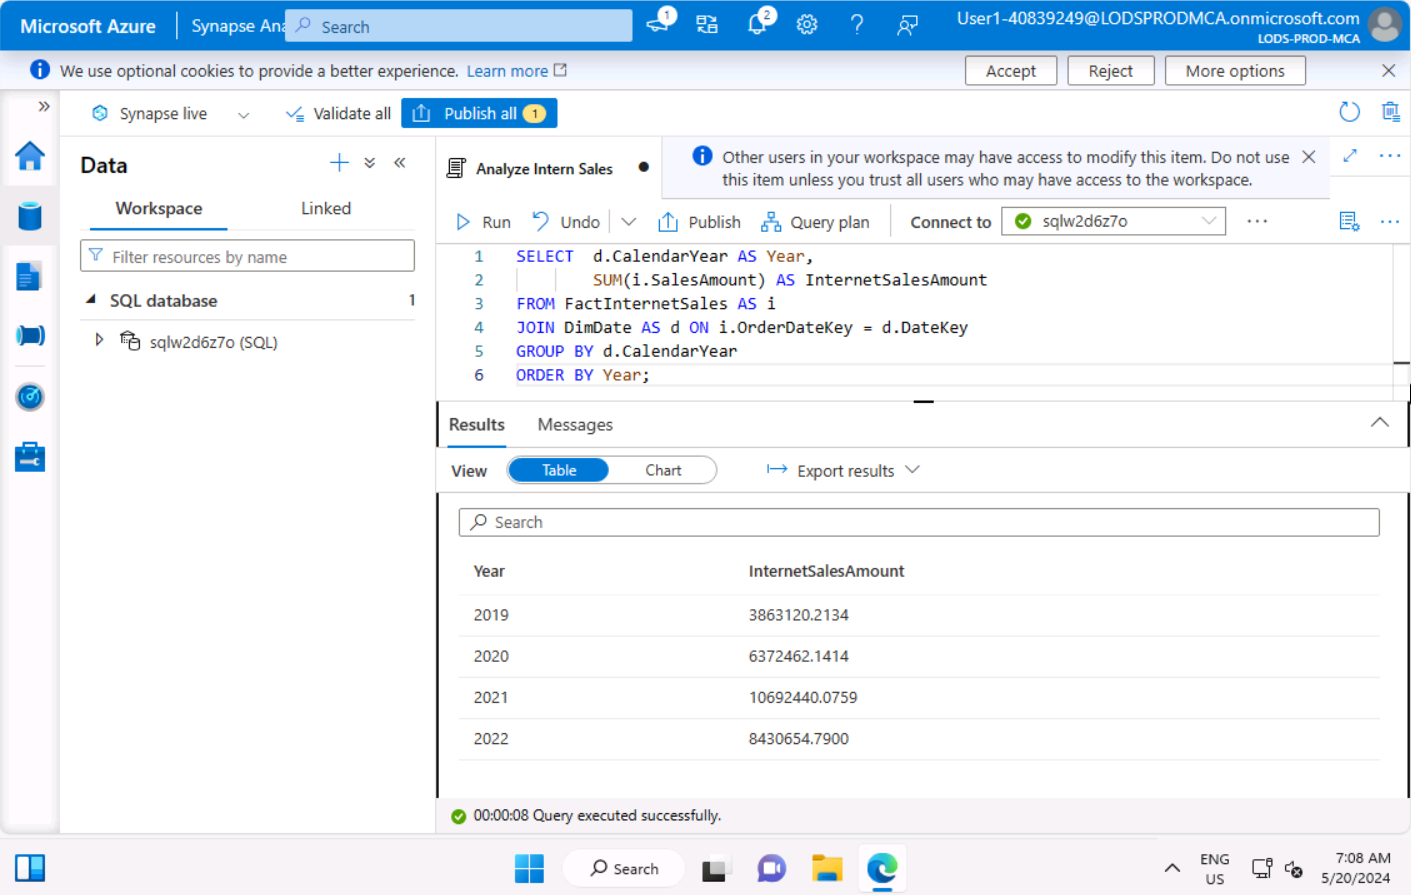 Microsoft Azure
Synapse Ana
Search
1
2
User1-40839249@LODSPRODMCA.onmicrosoft.com
LODS-PROD-MCA
We use optional cookies to provide a better experience. Learn more
Accept
Reject
More options
Synapse live
Validate all
Publish all 1
Data
Workspace
Linked
Filter resources by name
SQL database 1
sqlw2d6z7o (SQL)
Analyze Intern Sales
Other users in your workspace may have access to modify this item. Do not use
this item unless you trust all users who may have access to the workspace.
Run
Undo
Publish
Query plan
Connect to
sqlw2d6z7o
1 SELECT d.CalendarYear AS Year,
2 SUM(i.SalesAmount) AS InternetSalesAmount
3 FROM FactInternetSales AS i
4 JOIN DimDate AS d ON i.OrderDateKey = d.DateKey
5 GROUP BY d.CalendarYear
6 ORDER BY Year;
Results
Messages
View
Table
Chart
Export results
Search
Year InternetSalesAmount
2019 3863120.2134
2020 6372462.1414
2021 10692440.0759
2022 8430654.7900
00:00:08 Query executed successfully.
Search
ENG
US
7:08 AM
5/20/2024